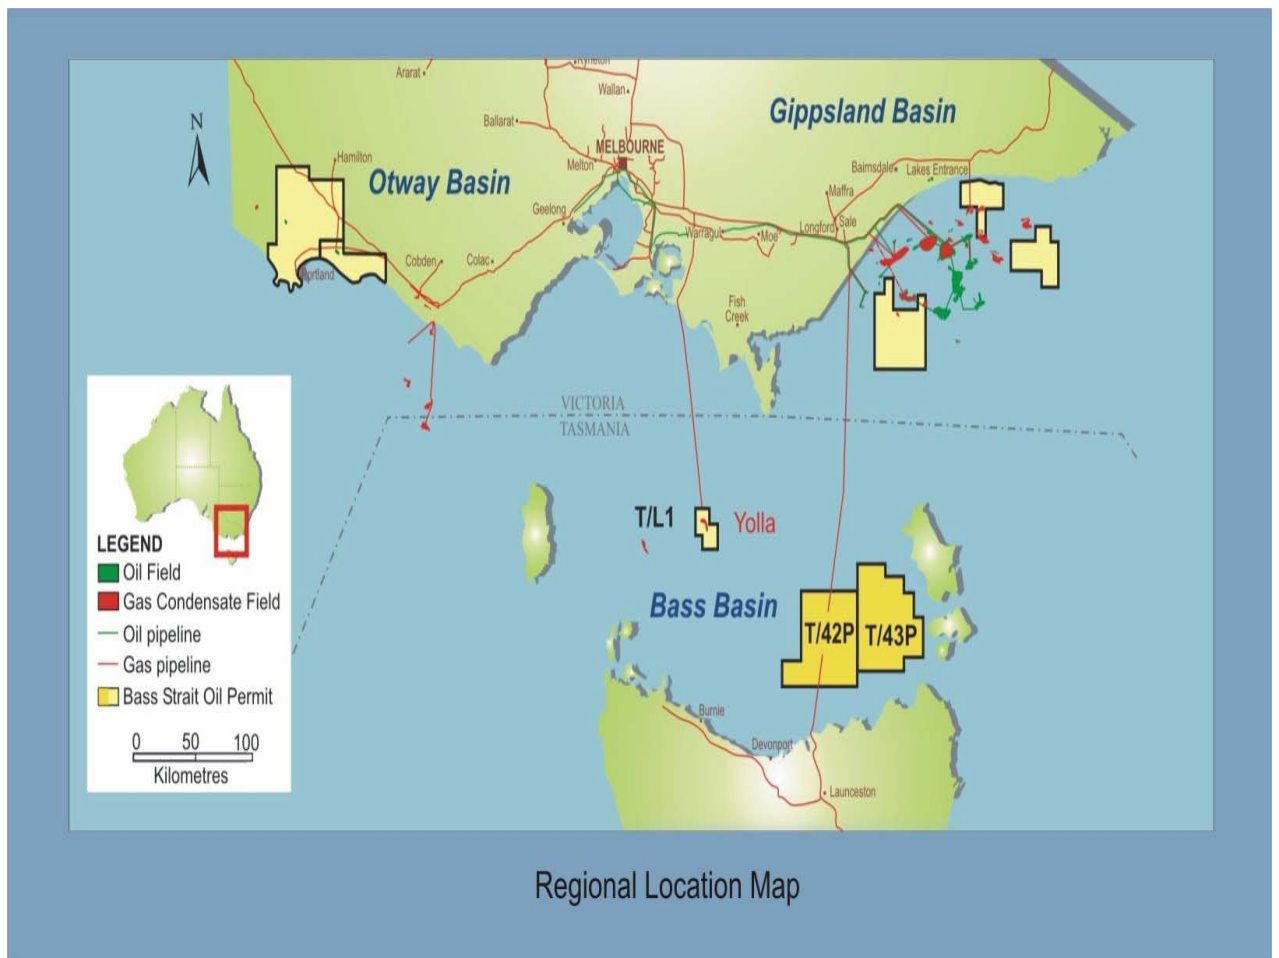 Kyneton
Ararat
Wallan
Gippsland Basin
Ballarat
N
MELBOURNE
Hamilton
Melton
Bairnsdale
Lakes Entrance
Otway Basin
Maffra
Geelong
Sale
Longford
Warragul
Moe
Cobden
Colac
Portland
Fish
Creek
VICTORIA
TASMANIA
T/L1
Yolla
LEGEND
Oil Field
Gas Condensate Field
Oil pipeline
Gas pipeline
Bass Strait Oil Permit
0 50 100
Kilometres
Bass Basin
T/42P
T/43P
Burnie
Devonport
Launceston
Regional Location Map